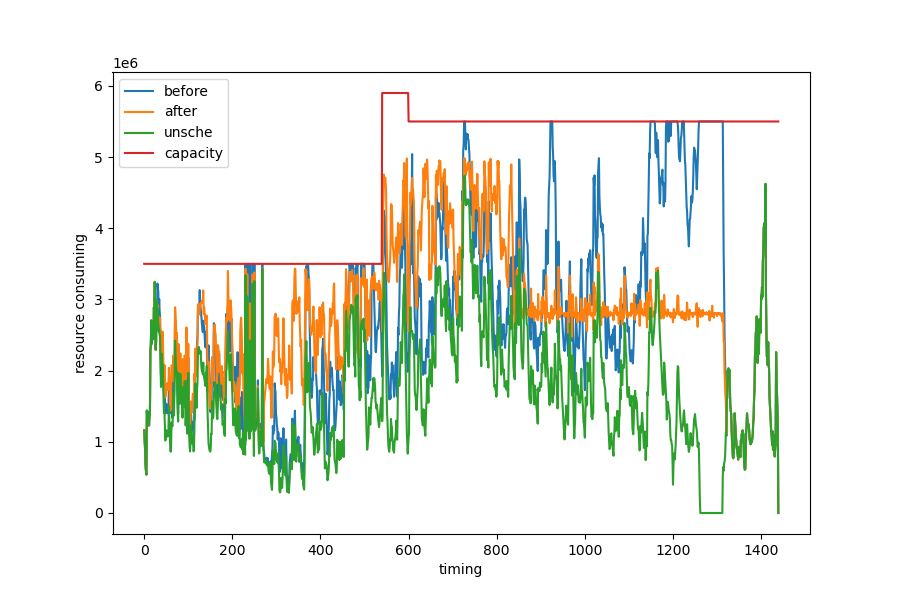 1e6
before
after
unsche
capacity
6
5
4
3
2
1
0
resource consuming
0 200 400 600 800 1000 1200 1400
timing